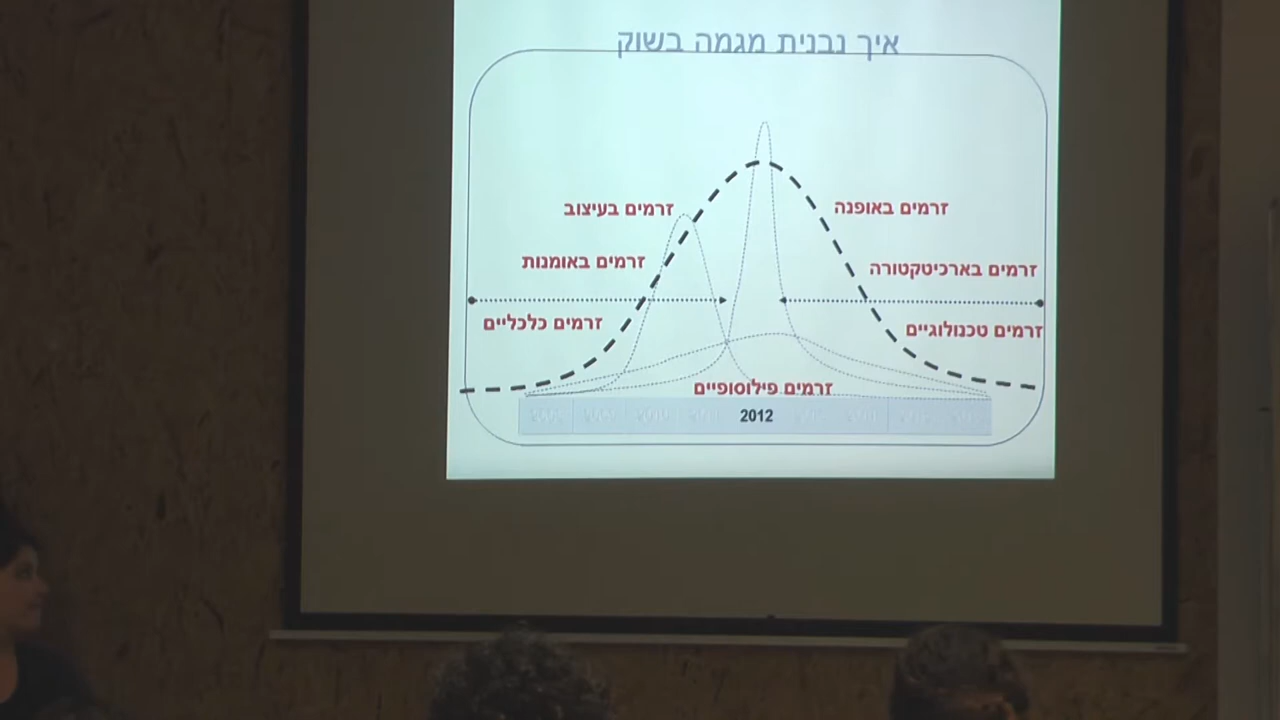 איך נבנית מגמה בשוק
זרמים באופנה
זרמים בעיצוב
זרמים בארכיטקטורה
זרמים באומנות
זרמים טכנולוגיים
זרמים כלכליים
זרמים פילוסופיים
2012